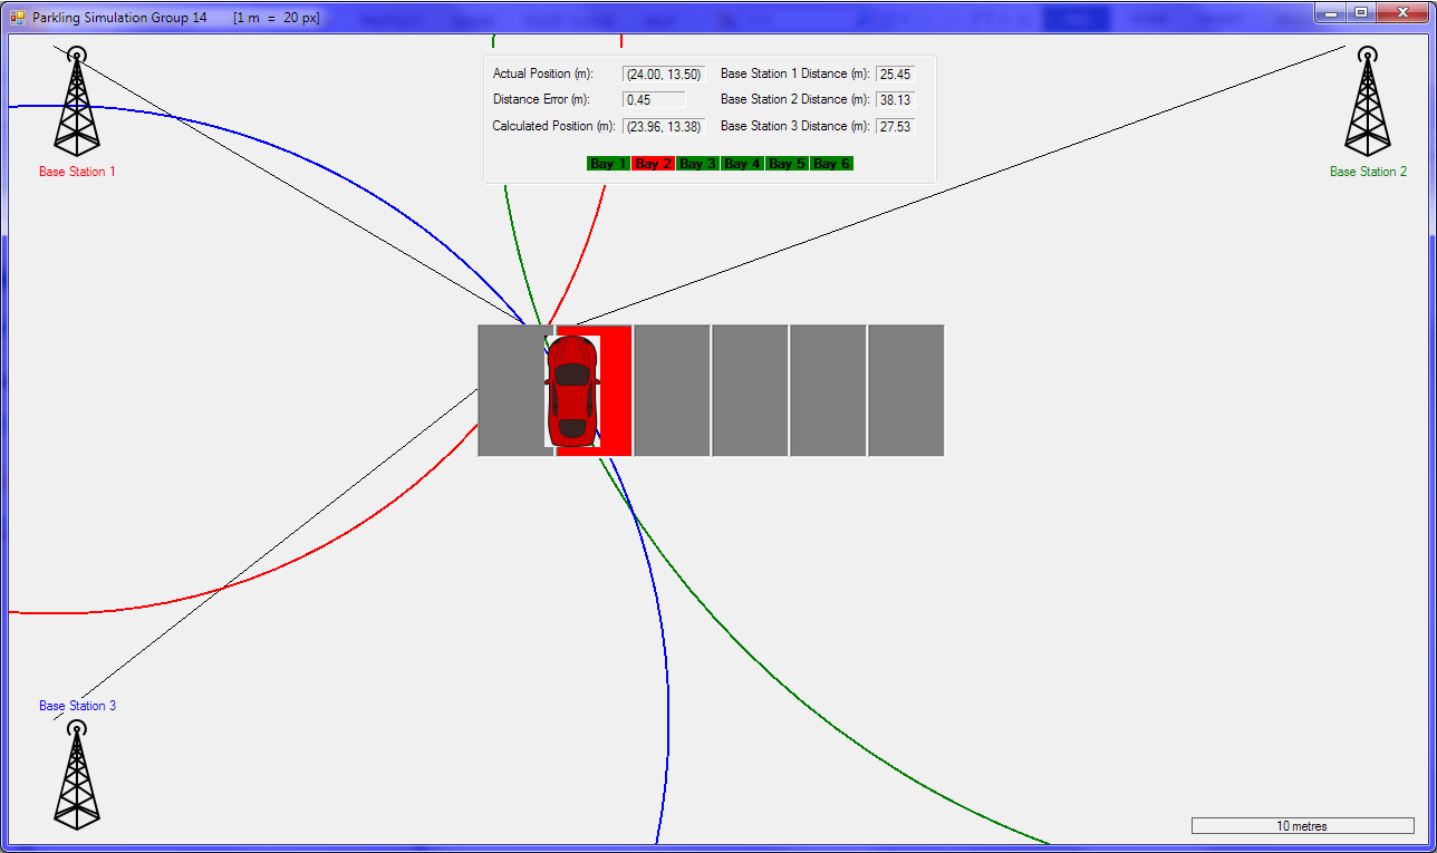 Parkling Simulation Group 14 [1 m = 20 px]
Actual Position (m): (24.00, 13.50) Base Station 1 Distance (m): 25.45
Distance Error (m): 0.45 Base Station 2 Distance (m): 38.13
Calculated Position (m): (23.96, 13.38) Base Station 3 Distance (m): 27.53
Bay 1 Bay 2 Bay 3 Bay 4 Bay 5 Bay 6
Base Station 1
Base Station 2
Base Station 3
10 metres